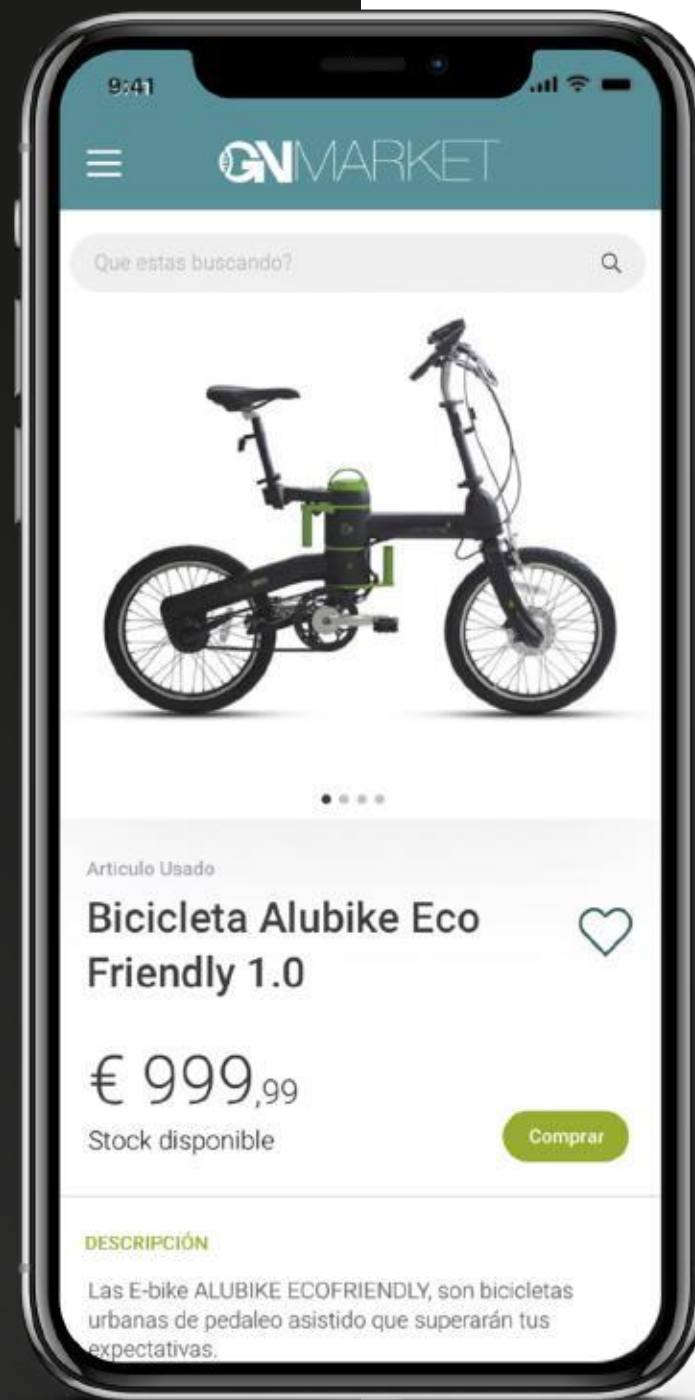 9:41
GNMARKET
Que estas buscando?
Articulo Usado
Bicicleta Alubike Eco
Friendly 1.0
€ 999,99
Stock disponible
Comprar
DESCRIPCIÓN
Las E-bike ALUBIKE ECOFRIENDLY, son bicicletas
urbanas de pedaleo asistido que superarán tus
expectativas.